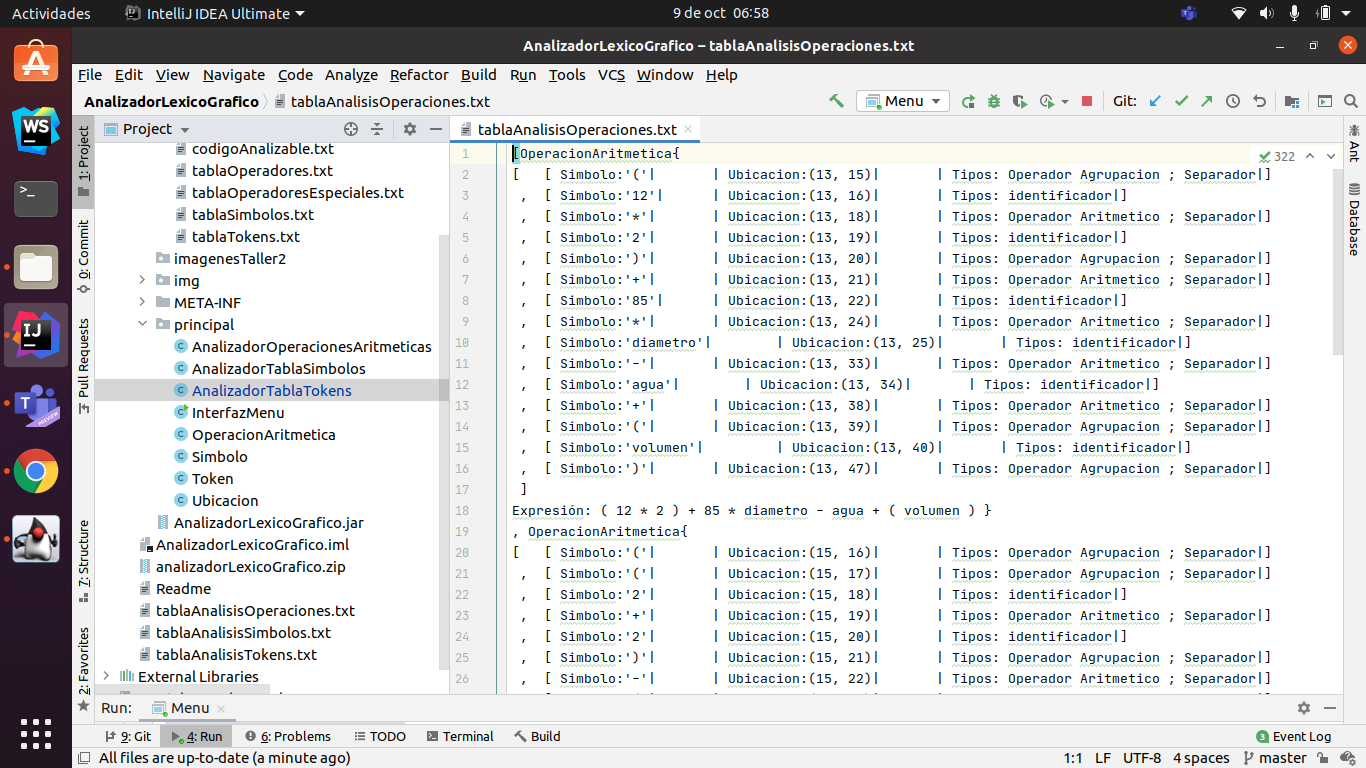 Actividades IntelliJ IDEA Ultimate 9 de oct 06:58
AnalizadorLexicoGrafico – tablaAnalisisOperaciones.txt
File Edit View Navigate Code Analyze Refactor Build Run Tools VCS Window Help
AnalizadorLexicoGrafico tablaAnalisisOperaciones.txt Menu Git:
Project
tablaAnalisisOperaciones.txt
1: Project
0: Commit
Pull Requests
7: Structure
2: Favorites
codigoAnalizable.txt
tablaOperadores.txt
tablaOperadoresEspeciales.txt
tablaSimbolos.txt
tablaTokens.txt
imagenesTaller2
img
META-INF
principal
AnalizadorOperacionesAritmeticas
AnalizadorTablaSimbolos
AnalizadorTablaTokens
InterfazMenu
OperacionAritmetica
Simbolo
Token
Ubicacion
AnalizadorLexicoGrafico.jar
AnalizadorLexicoGrafico.iml
analizadorLexicoGrafico.zip
Readme
tablaAnalisisOperaciones.txt
tablaAnalisisSimbolos.txt
tablaAnalisisTokens.txt
External Libraries
322
1 [OperacionAritmetica{
2 [ [ Simbolo:'('| | Ubicacion:(13, 15)| | Tipos: Operador Agrupacion ; Separador|]
3 , [ Simbolo:'12'| | Ubicacion:(13, 16)| | Tipos: identificador|]
4 , [ Simbolo:'*'| | Ubicacion:(13, 18)| | Tipos: Operador Aritmetico ; Separador|]
5 , [ Simbolo:'2'| | Ubicacion:(13, 19)| | Tipos: identificador|]
6 , [ Simbolo:')'| | Ubicacion:(13, 20)| | Tipos: Operador Agrupacion ; Separador|]
7 , [ Simbolo:'+'| | Ubicacion:(13, 21)| | Tipos: Operador Aritmetico ; Separador|]
8 , [ Simbolo:'85'| | Ubicacion:(13, 22)| | Tipos: identificador|]
9 , [ Simbolo:'*'| | Ubicacion:(13, 24)| | Tipos: Operador Aritmetico ; Separador|]
10 , [ Simbolo:'diametro'| | Ubicacion:(13, 25)| | Tipos: identificador|]
11 , [ Simbolo:'-'| | Ubicacion:(13, 33)| | Tipos: Operador Aritmetico ; Separador|]
12 , [ Simbolo:'agua'| | Ubicacion:(13, 34)| | Tipos: identificador|]
13 , [ Simbolo:'+'| | Ubicacion:(13, 38)| | Tipos: Operador Aritmetico ; Separador|]
14 , [ Simbolo:'('| | Ubicacion:(13, 39)| | Tipos: Operador Agrupacion ; Separador|]
15 , [ Simbolo:'volumen'| | Ubicacion:(13, 40)| | Tipos: identificador|]
16 , [ Simbolo:')'| | Ubicacion:(13, 47)| | Tipos: Operador Agrupacion ; Separador|]
17 ]
18 Expresión: ( 12 * 2 ) + 85 * diametro - agua + ( volumen ) }
19 , OperacionAritmetica{
20 [ [ Simbolo:'('| | Ubicacion:(15, 16)| | Tipos: Operador Agrupacion ; Separador|]
21 , [ Simbolo:'('| | Ubicacion:(15, 17)| | Tipos: Operador Agrupacion ; Separador|]
22 , [ Simbolo:'2'| | Ubicacion:(15, 18)| | Tipos: identificador|]
23 , [ Simbolo:'+'| | Ubicacion:(15, 19)| | Tipos: Operador Aritmetico ; Separador|]
24 , [ Simbolo:'2'| | Ubicacion:(15, 20)| | Tipos: identificador|]
25 , [ Simbolo:')'| | Ubicacion:(15, 21)| | Tipos: Operador Agrupacion ; Separador|]
26 , [ Simbolo:'-'| | Ubicacion:(15, 22)| | Tipos: Operador Aritmetico ; Separador|]
Ant
Database
Run: Menu
9: Git 4: Run 6: Problems TODO Terminal Build 3 Event Log
All files are up-to-date (a minute ago) 1:1 LF UTF-8 4 spaces master